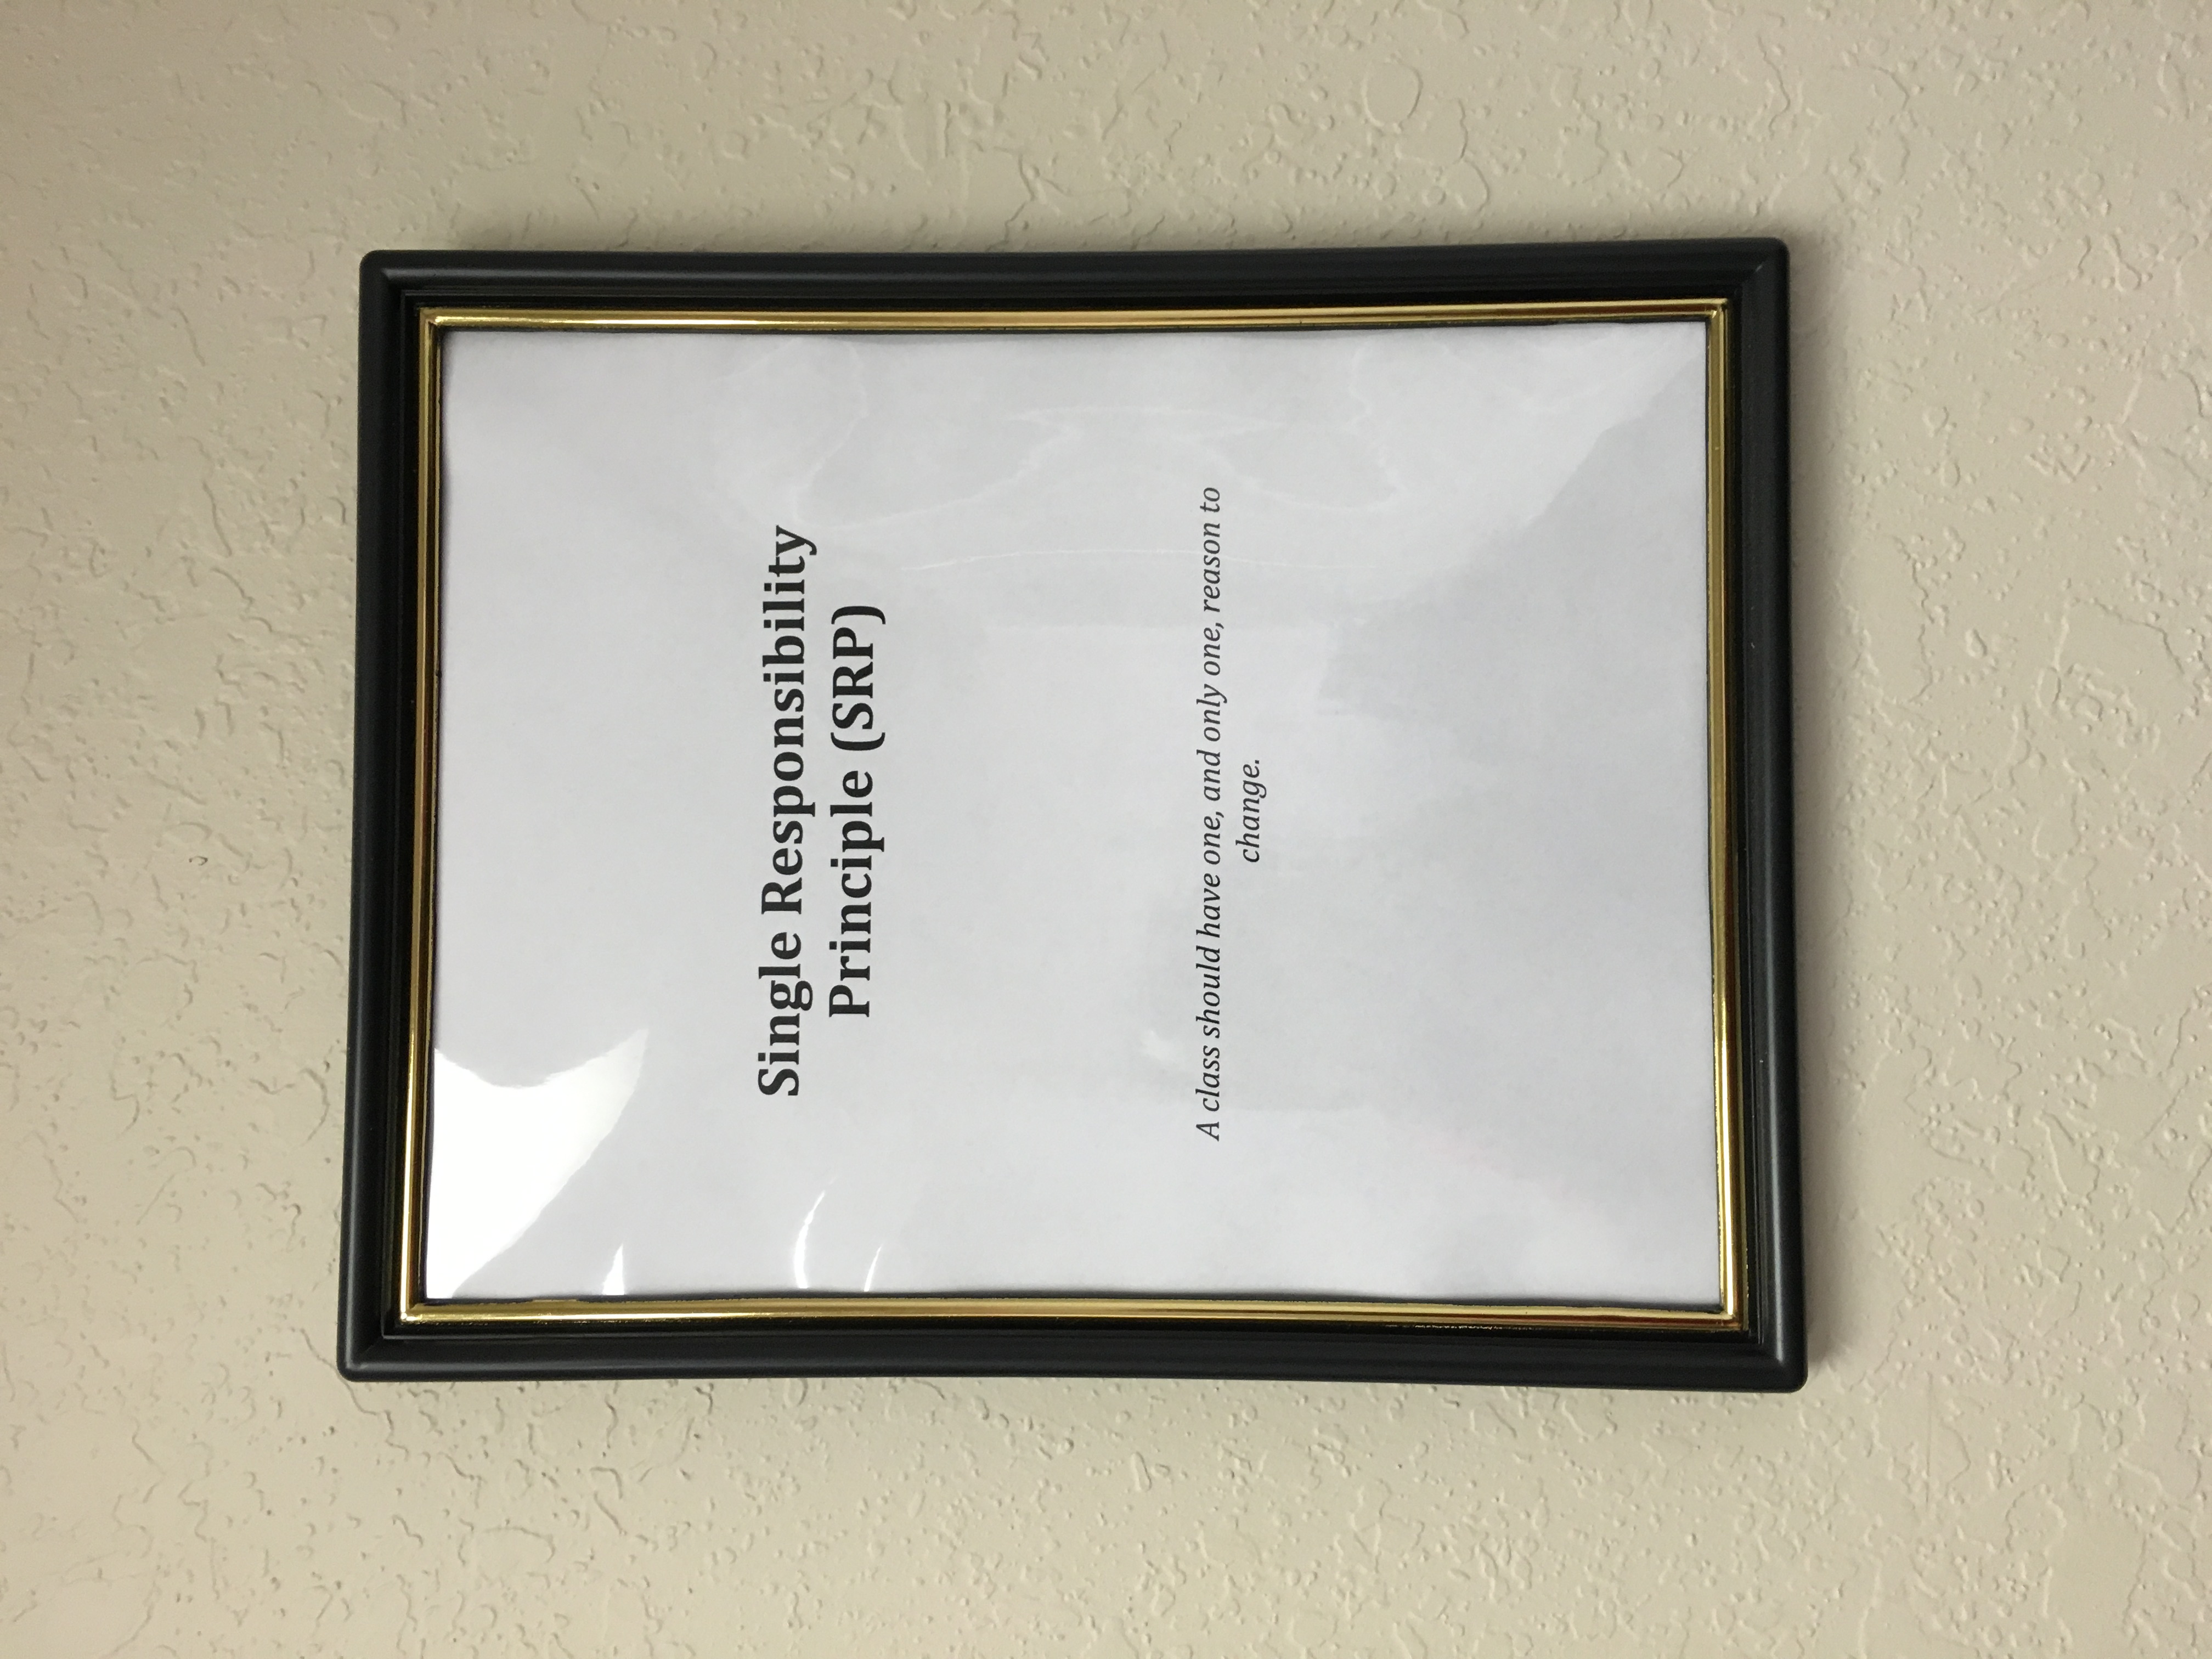 Single Responsibility
Principle (SRP)
A class should have one, and only one, reason to
change.